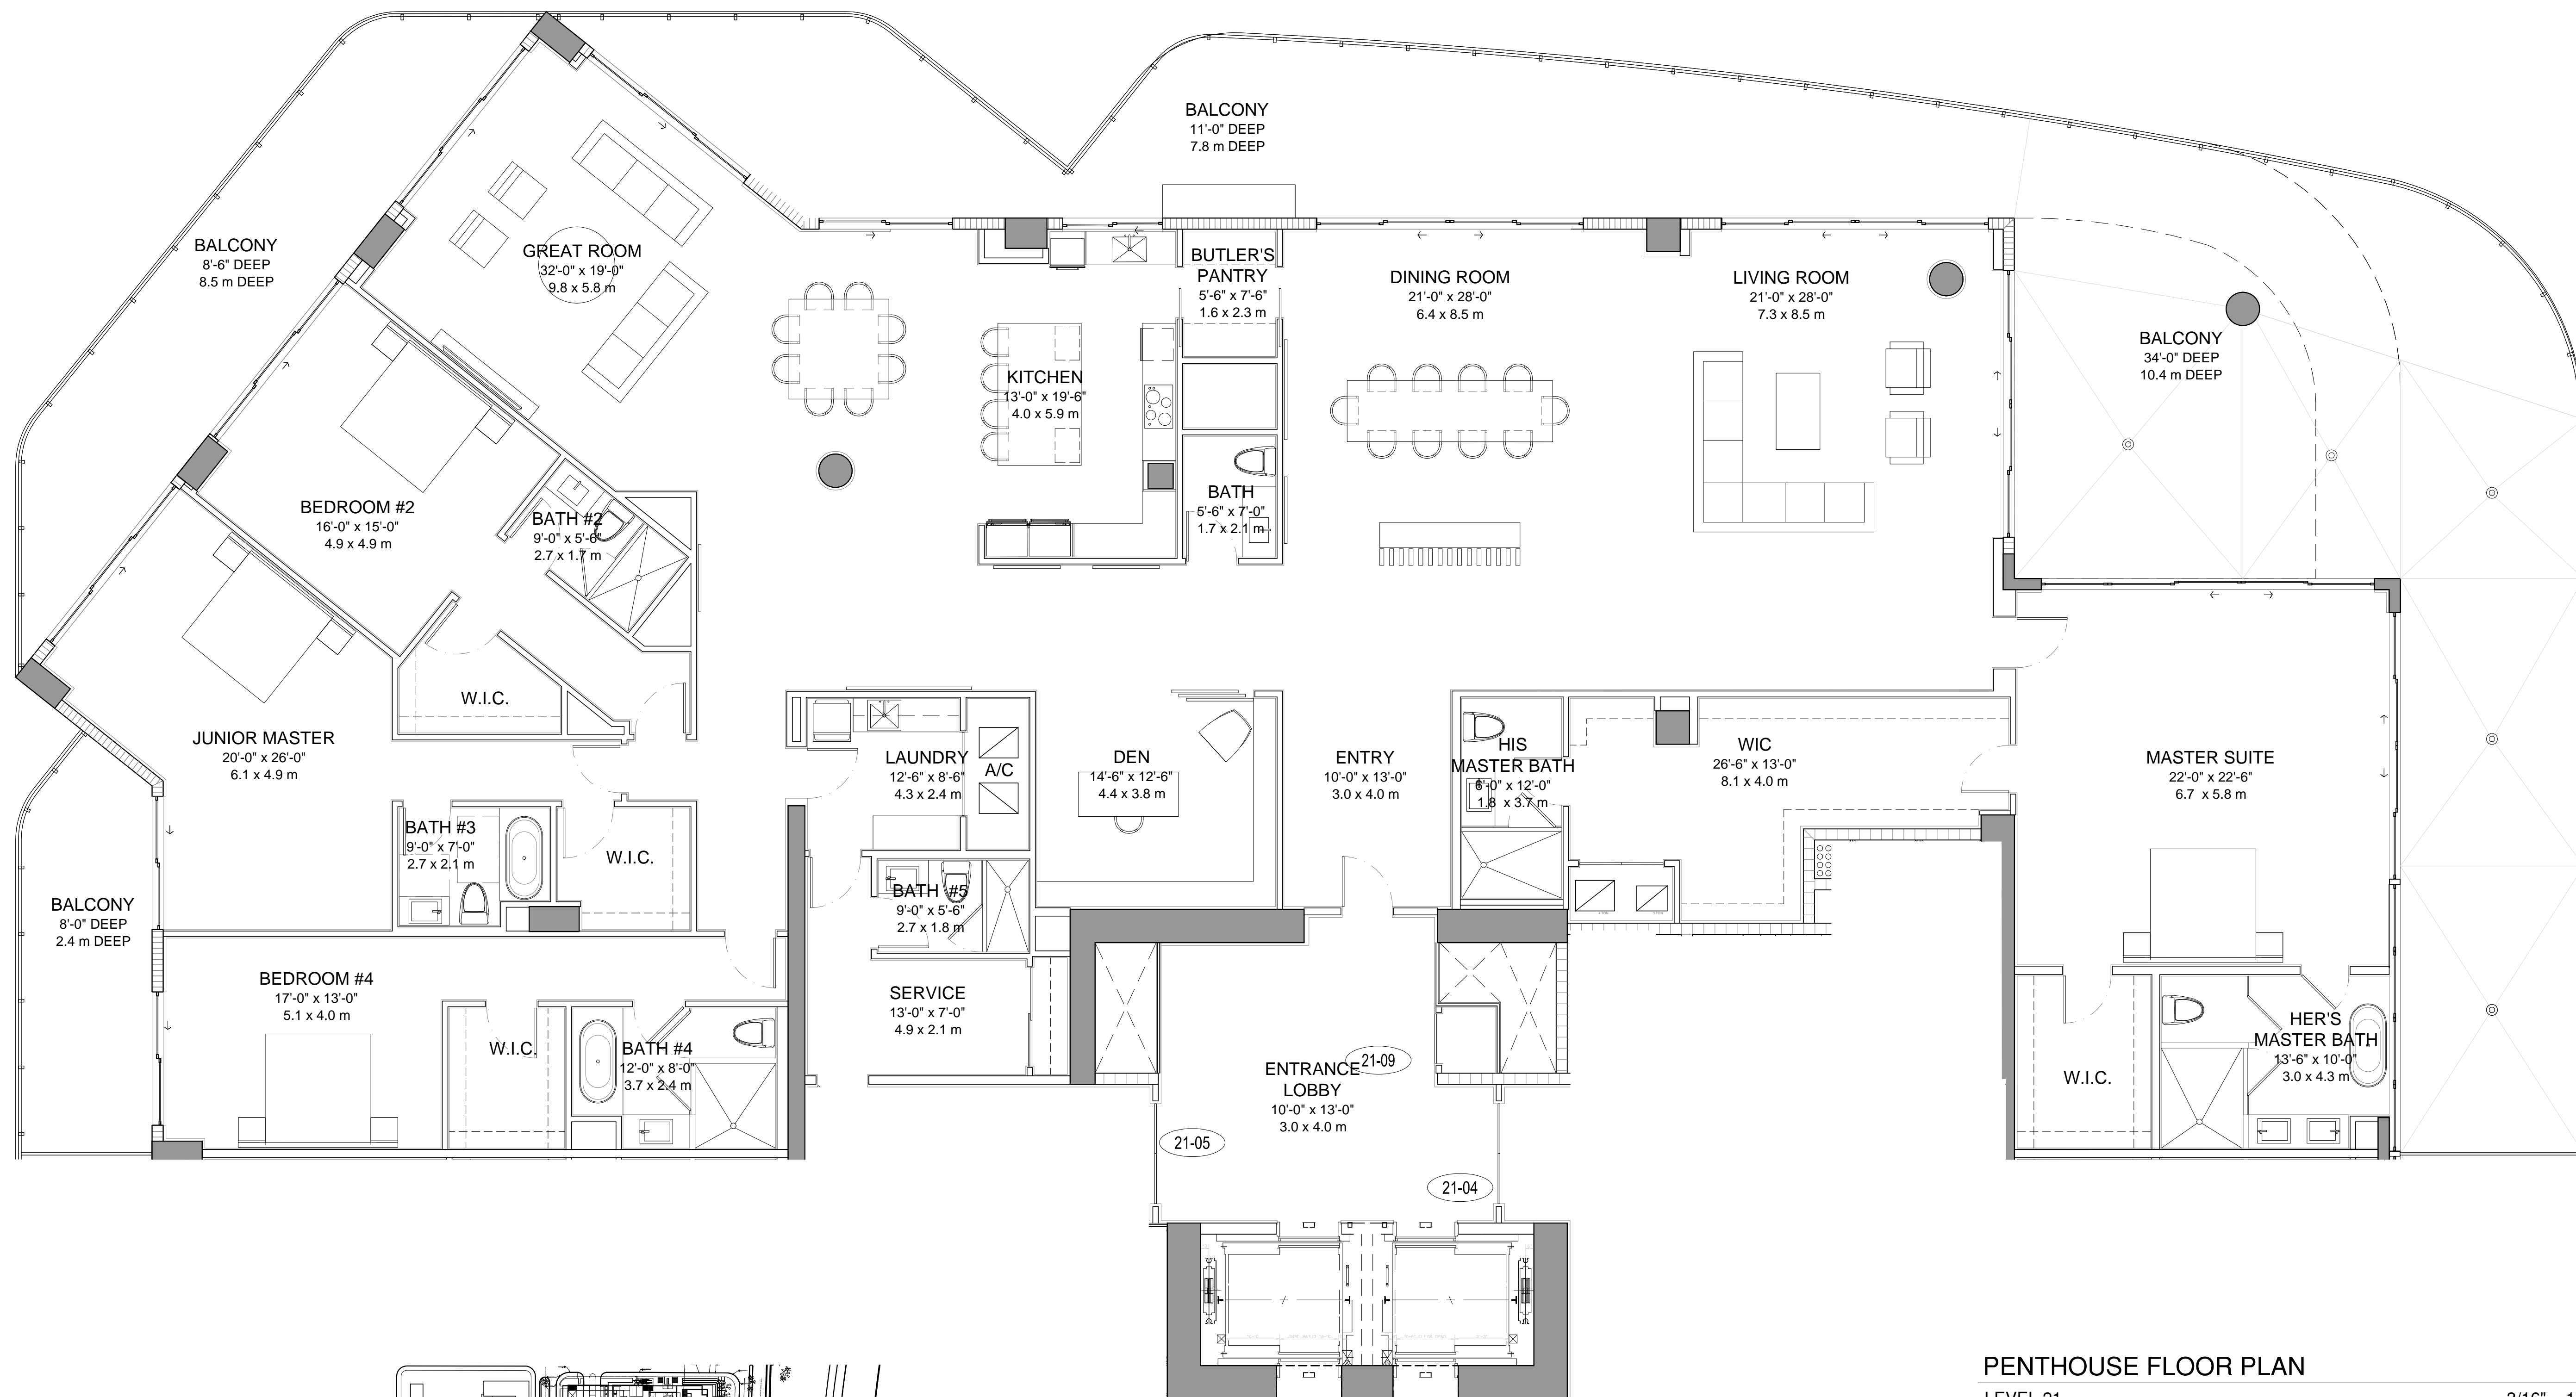 BALCONY
11'-0" DEEP
7.8 m DEEP
BALCONY
8'-6" DEEP
8.5 m DEEP
GREAT ROOM
32'-0" x 19'-0"
9.8 x 5.8 m
BUTLER'S
PANTRY
5'-6" x 7'-6"
1.6 x 2.3 m
DINING ROOM
21'-0" x 28'-0"
6.4 x 8.5 m
LIVING ROOM
21'-0" x 28'-0"
7.3 x 8.5 m
BALCONY
34'-0" DEEP
10.4 m DEEP
KITCHEN
13'-0" x 19'-6"
4.0 x 5.9 m
BEDROOM #2
16'-0" x 15'-0"
4.9 x 4.9 m
BATH #2
9'-0" x 5'-6"
2.7 x 1.7 m
BATH
5'-6" x 7'-0"
1.7 x 2.1 m
W.I.C.
JUNIOR MASTER
20'-0" x 26'-0"
6.1 x 4.9 m
LAUNDRY
12'-6" x 8'-6"
4.3 x 2.4 m
A/C
DEN
14'-6" x 12'-6"
4.4 x 3.8 m
ENTRY
10'-0" x 13'-0"
3.0 x 4.0 m
HIS
MASTER BATH
6'-0" x 12'-0"
1.8 x 3.7 m
WIC
26'-6" x 13'-0"
8.1 x 4.0 m
MASTER SUITE
22'-0" x 22'-6"
6.7 x 5.8 m
BATH #3
9'-0" x 7'-0"
2.7 x 2.1 m
W.I.C.
BALCONY
8'-0" DEEP
2.4 m DEEP
BATH #5
9'-0" x 5'-6"
2.7 x 1.8 m
BEDROOM #4
17'-0" x 13'-0"
5.1 x 4.0 m
SERVICE
13'-0" x 7'-0"
4.9 x 2.1 m
W.I.C.
BATH #4
12'-0" x 8'-0"
3.7 x 2.4 m
ENTRANCE
LOBBY
10'-0" x 13'-0"
3.0 x 4.0 m
21-09
21-05
21-04
W.I.C.
HER'S
MASTER BATH
13'-6" x 10'-0"
3.0 x 4.3 m
PENTHOUSE FLOOR PLAN
LEVEL 21